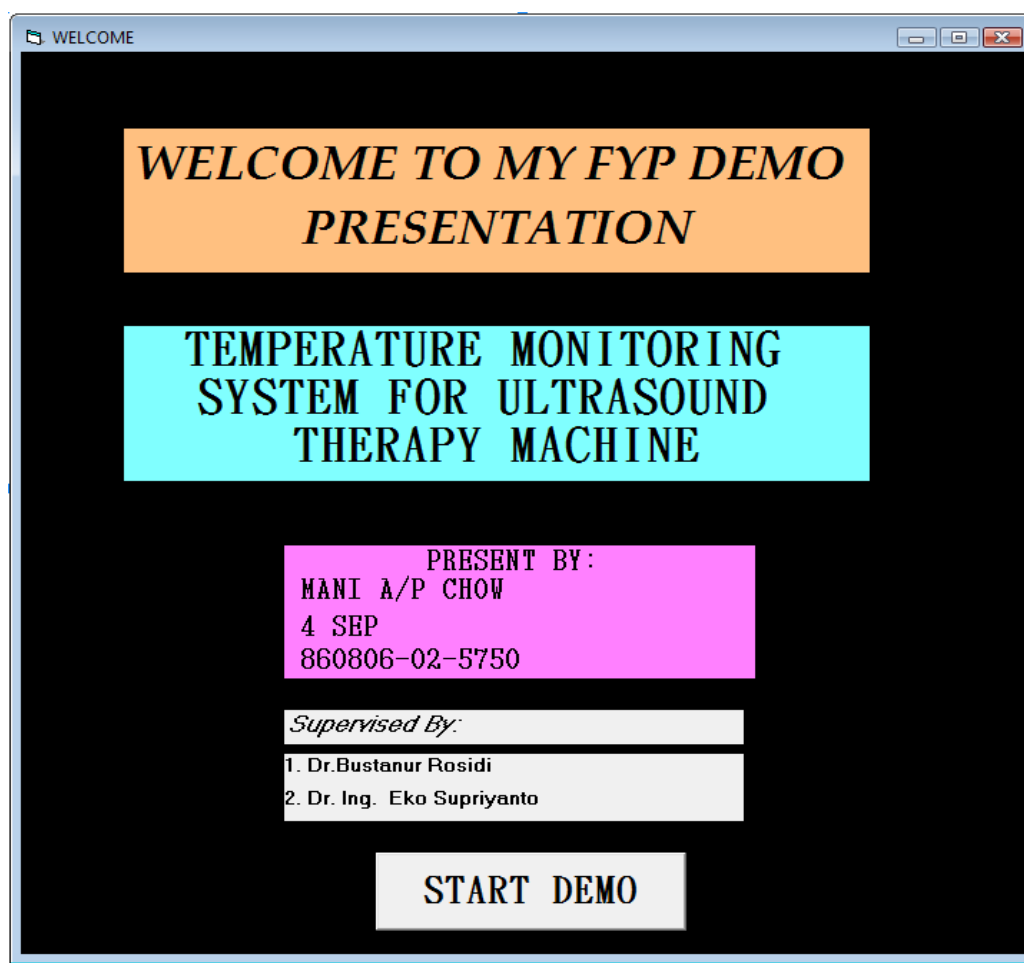 WELCOME
WELCOME TO MY FYP DEMO
PRESENTATION
TEMPERATURE MONITORING
SYSTEM FOR ULTRASOUND
THERAPY MACHINE
PRESENT BY:
MANI A/P CHOW
4 SEP
860806-02-5750
Supervised By:
1. Dr.Bustanur Rosidi
2. Dr. Ing. Eko Supriyanto
START DEMO